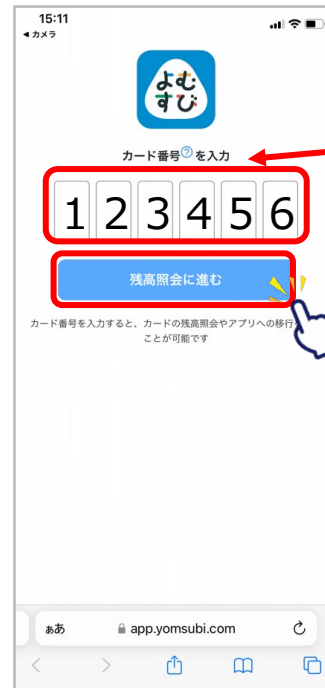 15:11
◀ カメラ
よむ
すび
カード番号?を入力
1 2 3 4 5 6
残高照会に進む
カード番号を入力すると、カードの残高照会やアプリへの移行
ことが可能です
ぁあ app.yomsubi.com